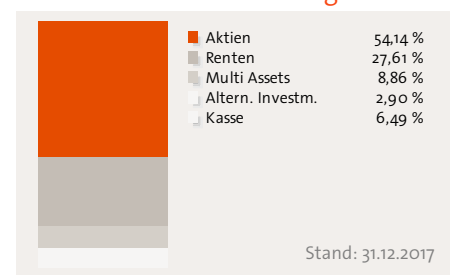 Aktien 54,14 %
Renten 27,61 %
Multi Assets 8,86 %
Altern. Investm. 2,90 %
Kasse 6,49 %
Stand: 31.12.2017